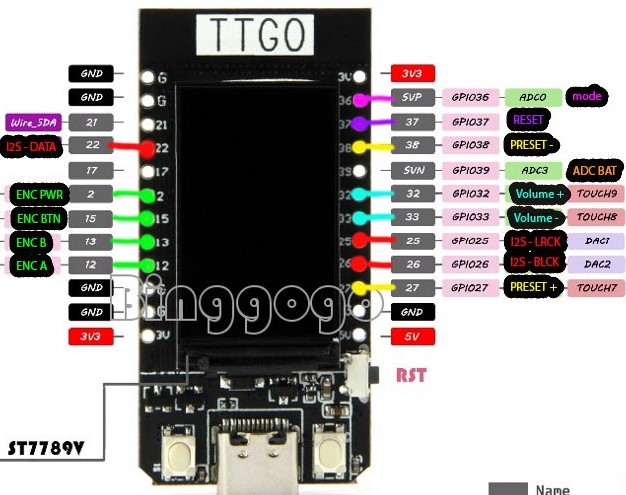 TTGO
GND G 3V 3V3
GND G 36 SVP GPIO36 ADC0 mode
Wire_SDA 21 21 37 37 GPIO37 RESET
I2S - DATA 22 22 38 38 GPIO38 PRESET -
17 17 39 SVN GPIO39 ADC3 ADC BAT
ENC PWR 2 2 32 32 GPIO32 Volume + TOUCH9
ENC BTN 15 15 33 33 GPIO33 Volume - TOUCH8
ENC B 13 13 25 25 GPIO25 I2S - LRCK DAC1
ENC A 12 12 26 26 GPIO26 I2S - BLCK DAC2
GND 27 27 GPIO27 PRESET + TOUCH7
Binggogo
GND G GND
3V3 3V 5V 5V
RST
ST7789V
Name